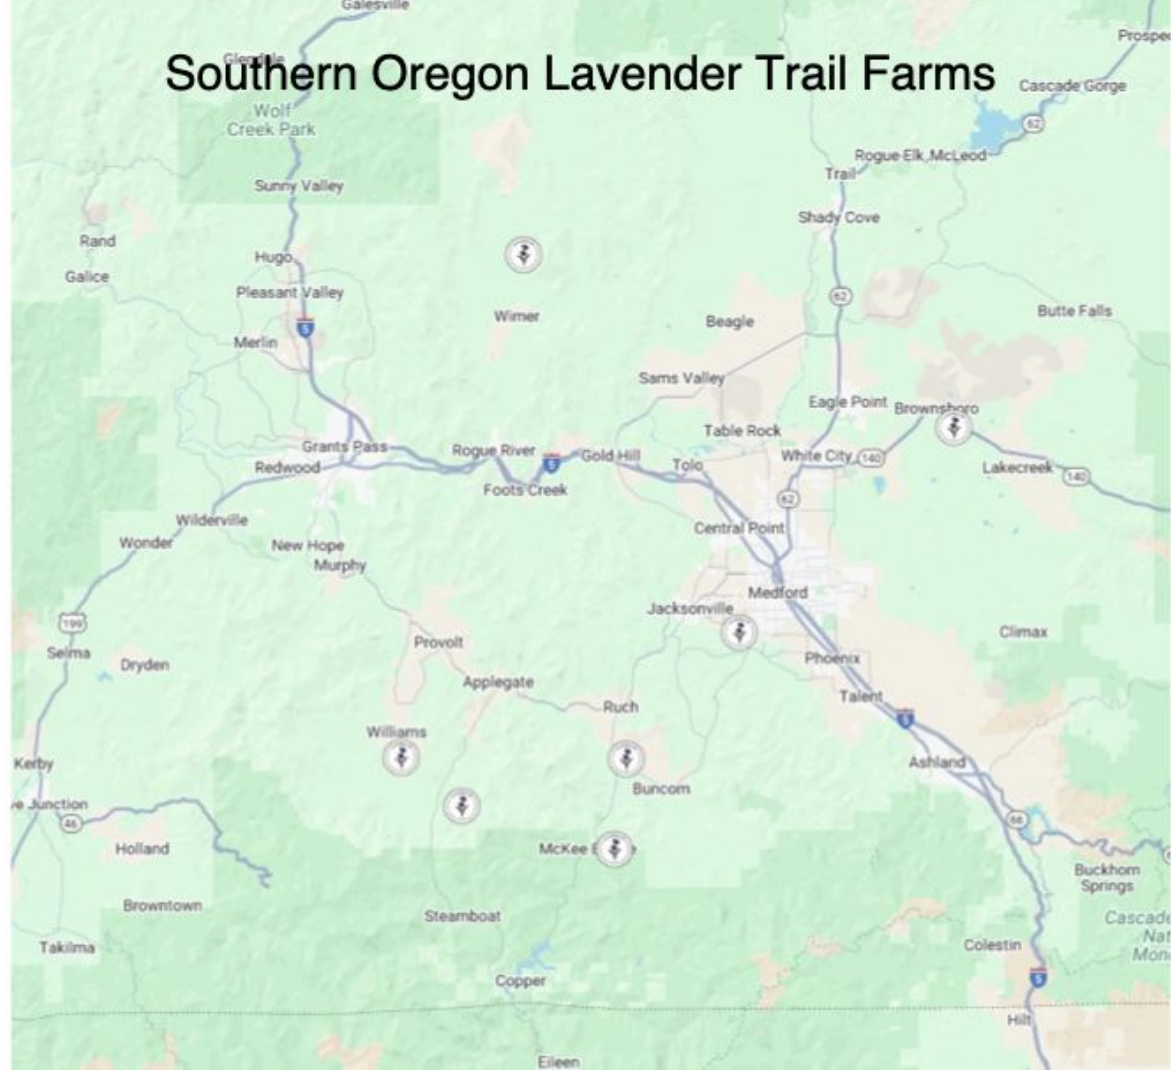 Galesville
Prospe
Glendale
Southern Oregon Lavender Trail Farms
Cascade Gorge
Wolf
Creek Park
62
Rogue Elk McLeod
Trail
Sunny Valley
Shady Cove
Rand
Hugo
Galice
Pleasant Valley
62
Butte Falls
Wimer
Beagle
5
Merlin
Sams Valley
Eagle Point
Brownsboro
Table Rock
Grants Pass
Rogue River
Gold Hill
White City
140
Redwood
5
Tolo
Lakecreek
140
Foots Creek
62
Wilderville
Central Point
Wonder
New Hope
Murphy
Medford
Jacksonville
199
Climax
Provolt
Selma
Dryden
Phoenix
Applegate
Talent
Ruch
5
Williams
Kerby
Ashland
Buncom
e Junction
46
66
Holland
McKee B
e
Buckhorn
Springs
Browntown
Steamboat
Cascade
Nat
Mon
Takilma
Colestin
Copper
5
Hilt
Eileen